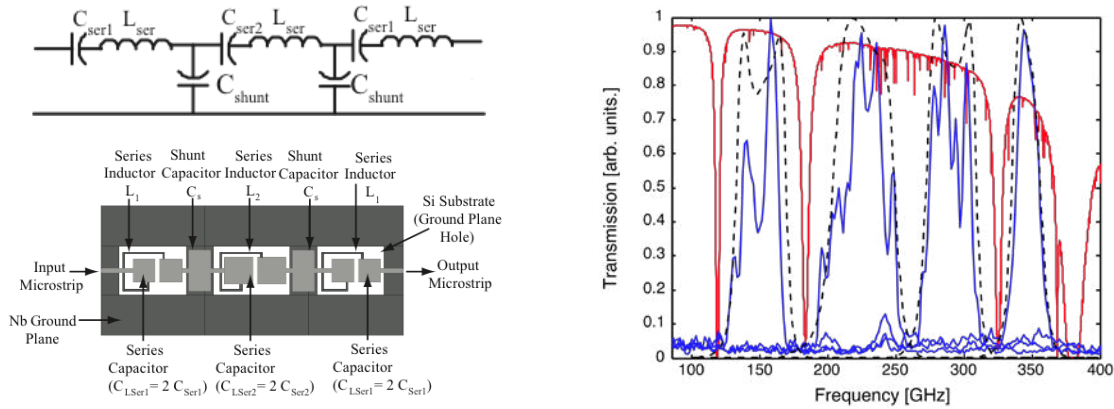 C_ser1 L_ser C_ser2 L_ser C_ser1 L_ser
C_shunt C_shunt
Series Inductor L_1
Shunt Capacitor C_s
Series Inductor L_2
Shunt Capacitor C_s
Series Inductor L_1
Si Substrate
(Ground Plane
Hole)
Input
Microstrip
Output
Microstrip
Nb Ground
Plane
Series
Capacitor
(C_LSer1 = 2 C_Ser1)
Series
Capacitor
(C_LSer2 = 2 C_Ser2)
Series
Capacitor
(C_LSer1 = 2 C_Ser1)
Transmission [arb. units.]
1
0.9
0.8
0.7
0.6
0.5
0.4
0.3
0.2
0.1
0
100 150 200 250 300 350 400
Frequency [GHz]